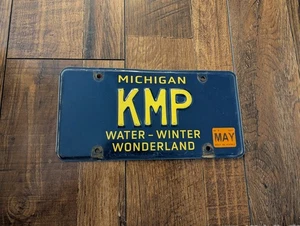 MICHIGAN
KMP
WATER - WINTER
WONDERLAND
MAY